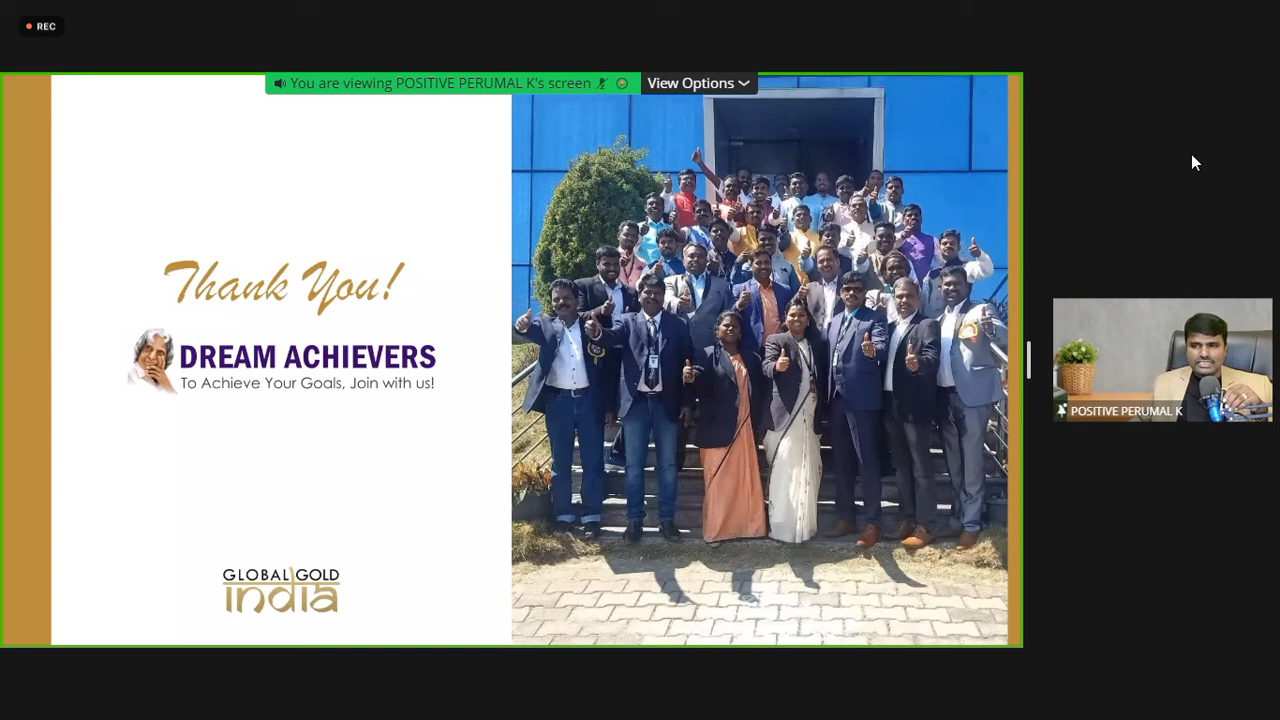 REC
You are viewing POSITIVE PERUMAL K's screen
View Options
Thank You!
DREAM ACHIEVERS
To Achieve Your Goals, Join with us!
GLOBAL GOLD
india
POSITIVE PERUMAL K